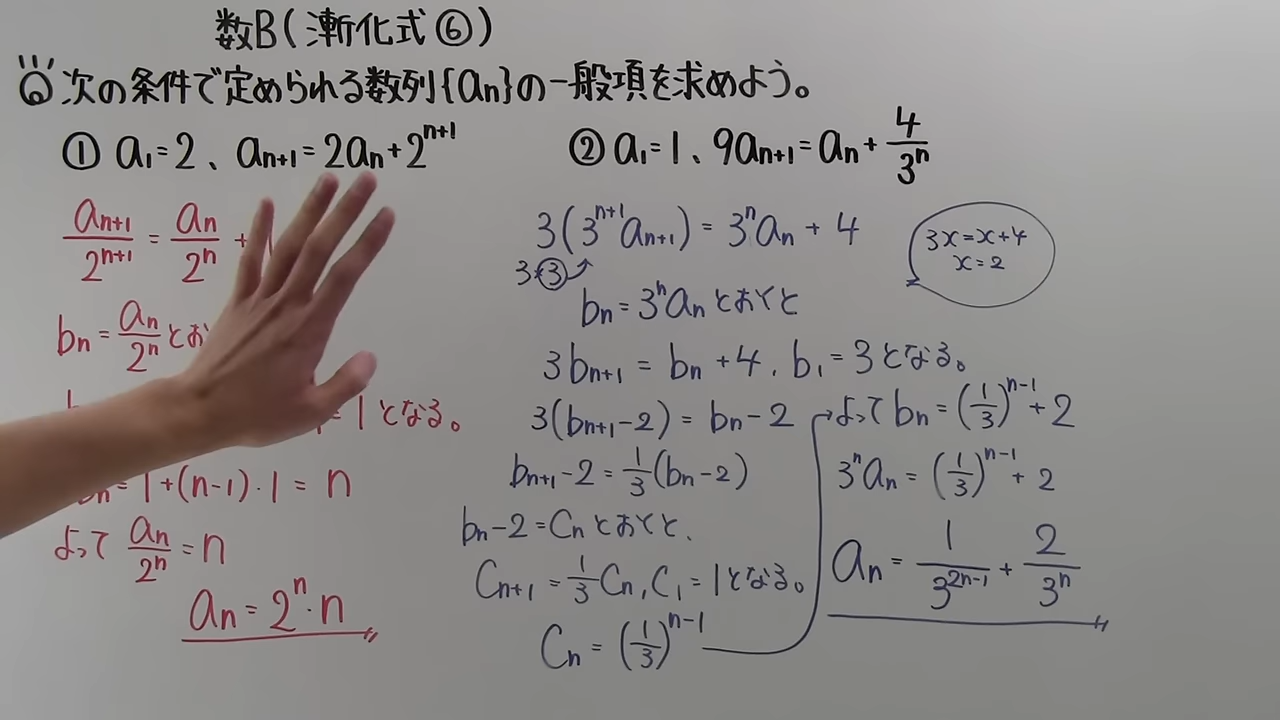 数B(漸化式⑥)
Q 次の条件で定められる数列{an}の一般項を求めよう。
① a₁=2、an+1=2an+2^{n+1}
an+1/2^{n+1} = an/2^n +
bn = an/2^n とお
=1となる。
bn=1+(n-1)・1=n
よって an/2^n = n
an=2^n・n
② a₁=1、9an+1=an+4/3^n
3(3^{n+1}an+1)=3^n an+4
3×3
3x=x+4
x=2
bn=3^n anとおくと
3bn+1=bn+4, b₁=3となる。
3(bn+1-2)=bn-2
bn+1-2=1/3(bn-2)
bn-2=Cnとおくと、
Cn+1=1/3Cn, C₁=1となる。
Cn=(1/3)^{n-1}
よって bn=(1/3)^{n-1}+2
3^n an=(1/3)^{n-1}+2
an=1/3^{2n-1}+2/3^n